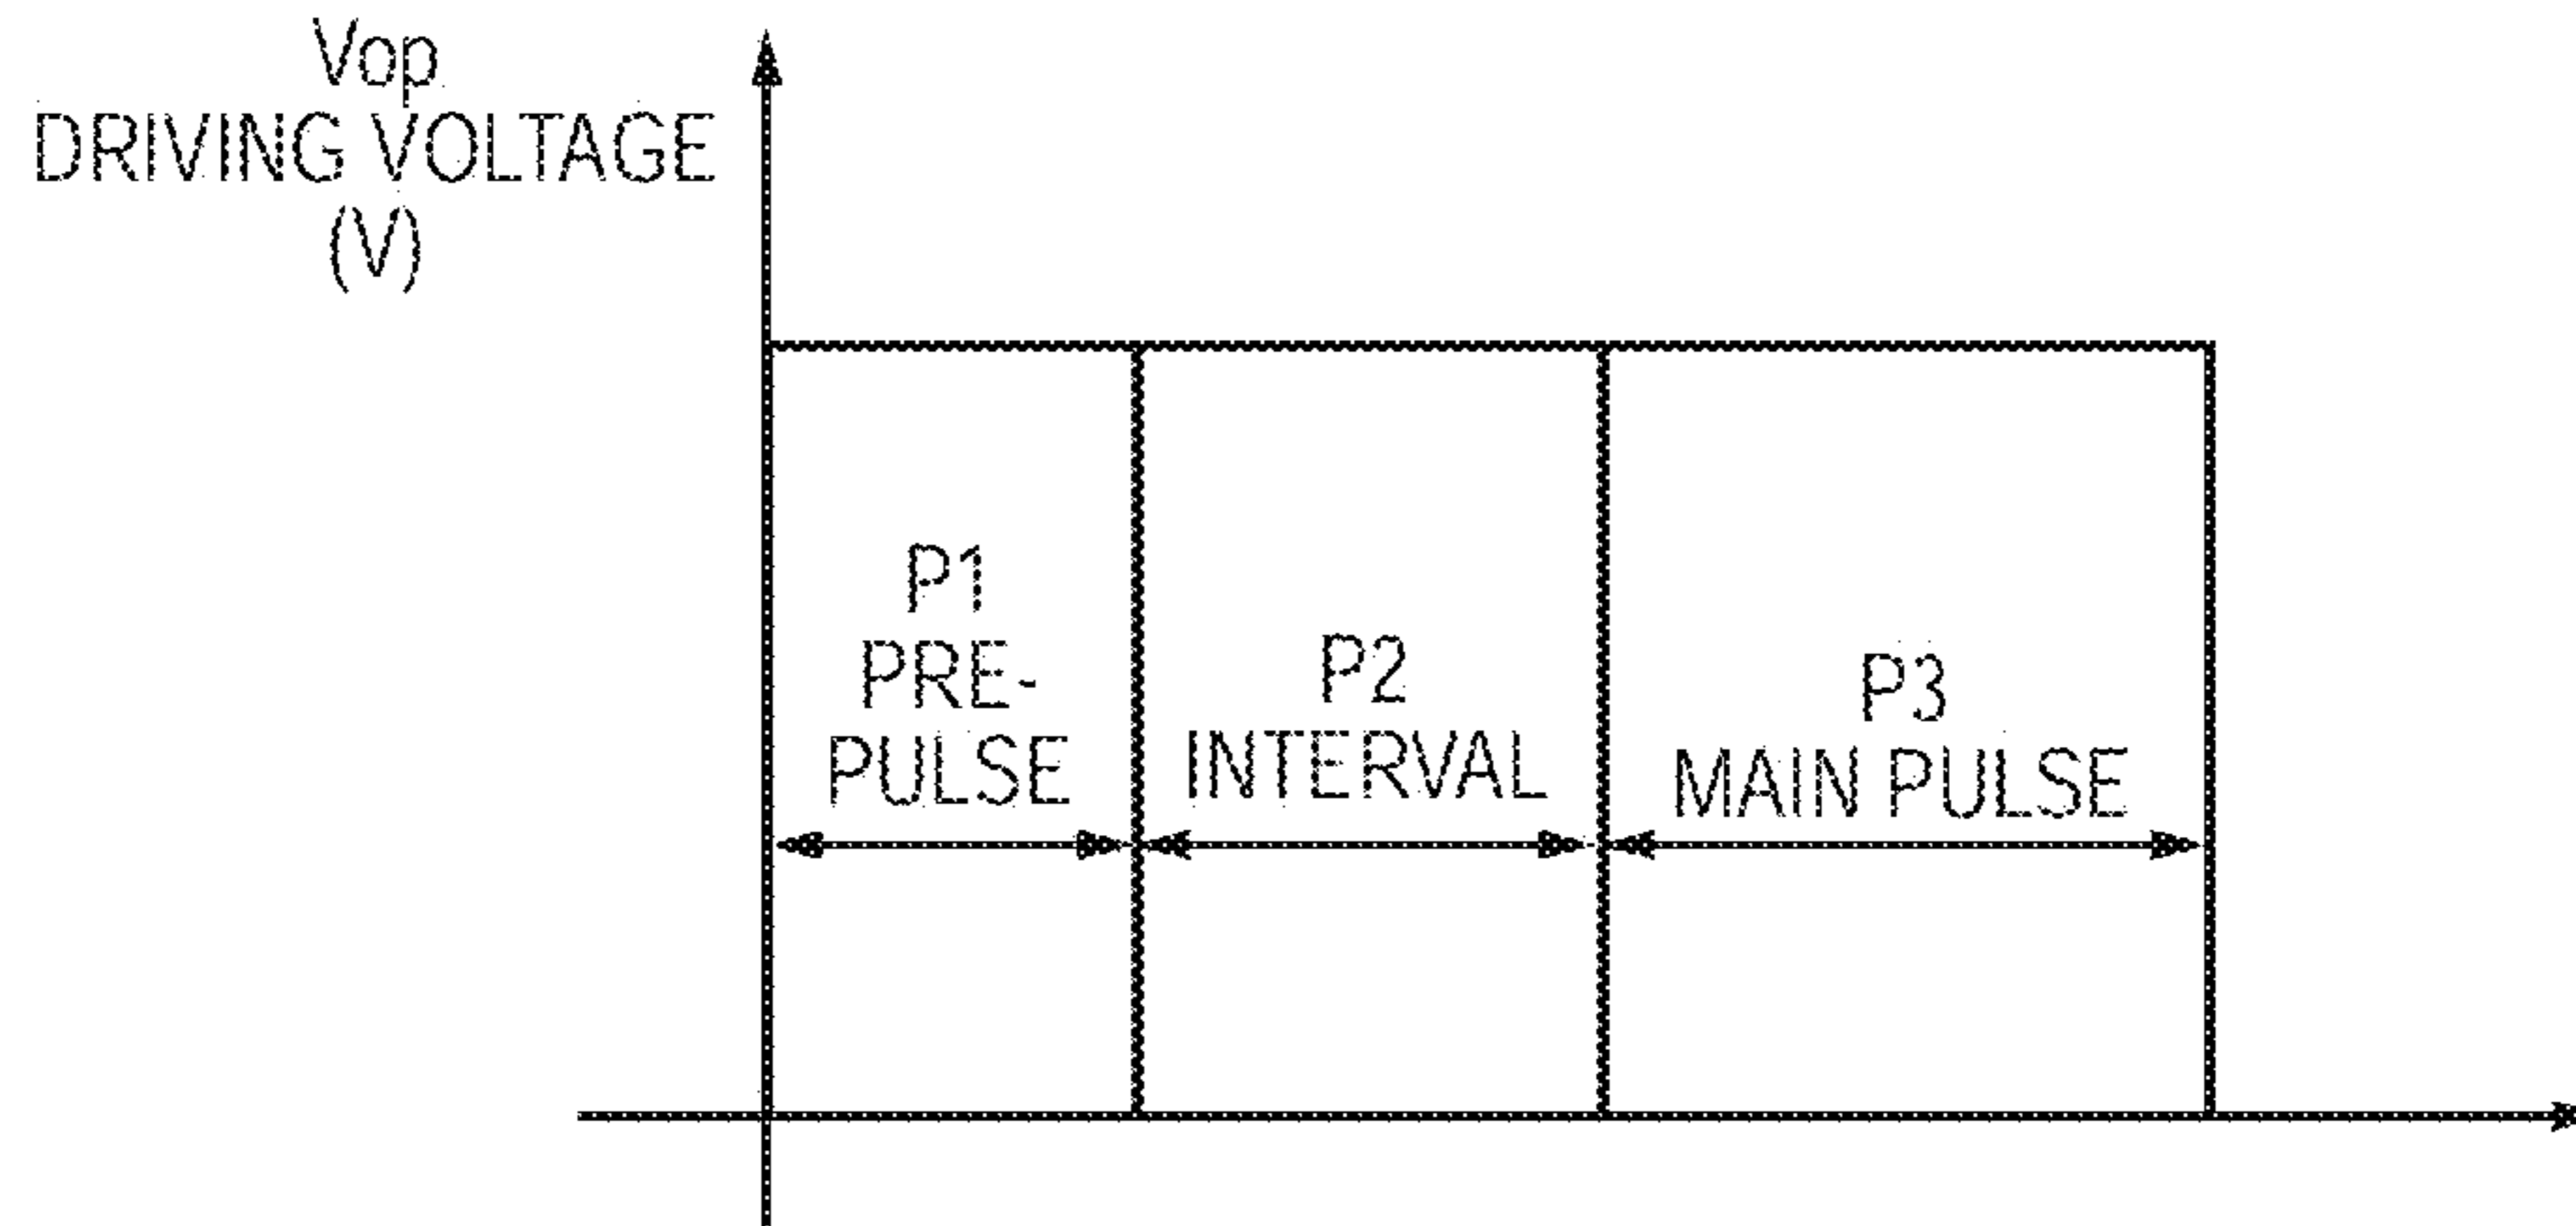 Vop
DRIVING VOLTAGE
(V)
P1
PRE-
PULSE
P2
INTERVAL
P3
MAIN PULSE